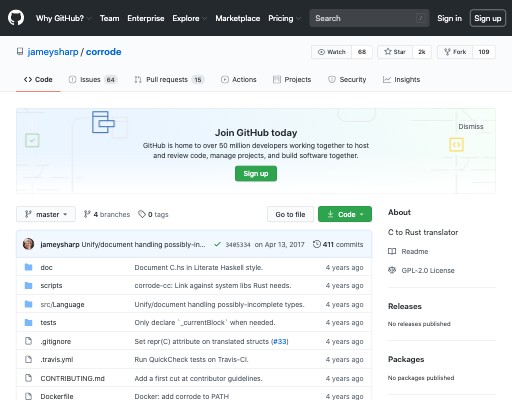 Why GitHub? Team Enterprise Explore Marketplace Pricing Search / Sign in Sign up
jameysharp / corrode Watch 68 Star 2k Fork 109
Code Issues 64 Pull requests 15 Actions Projects Security Insights
Dismiss
Join GitHub today
GitHub is home to over 50 million developers working together to host
and review code, manage projects, and build software together.
Sign up
master 4 branches 0 tags Go to file Code
jameysharp Unify/document handling possibly-in... 3405334 on Apr 13, 2017 411 commits
doc Document C.hs in Literate Haskell style. 4 years ago
scripts corrode-cc: Link against system libs Rust needs. 4 years ago
src/Language Unify/document handling possibly-incomplete types. 4 years ago
tests Only declare `_currentBlock` when needed. 4 years ago
.gitignore Set repr(C) attribute on translated structs (#33) 4 years ago
.travis.yml Run QuickCheck tests on Travis-CI. 4 years ago
CONTRIBUTING.md Add a first cut at contributor guidelines. 4 years ago
Dockerfile Docker: add corrode to PATH 4 years ago
About
C to Rust translator
Readme
GPL-2.0 License
Releases
No releases published
Packages
No packages published